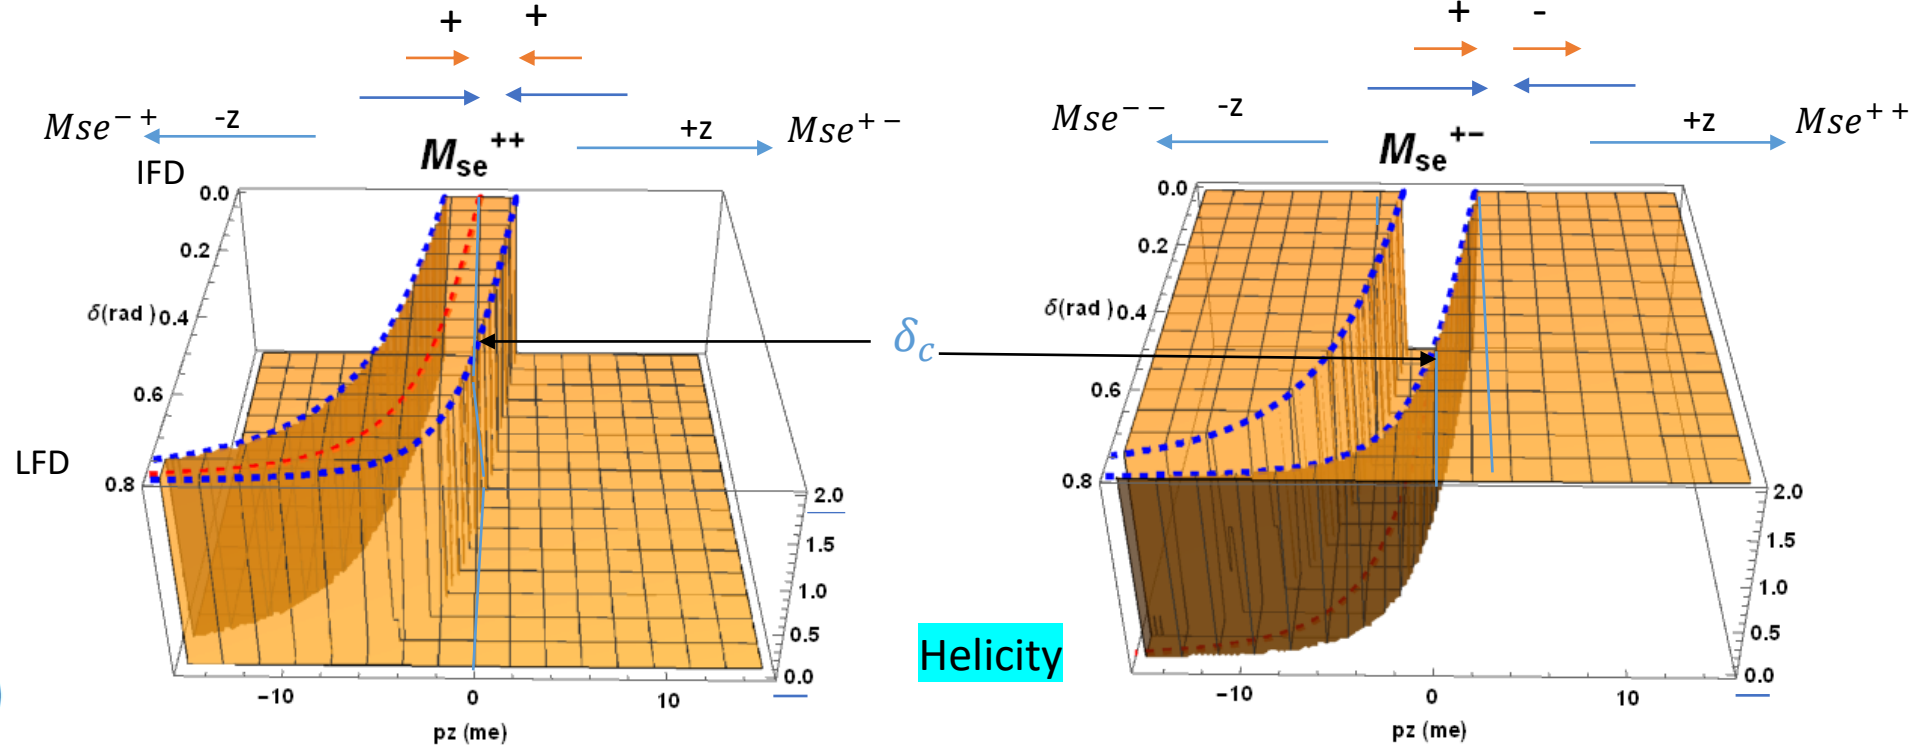 + +
+ -
Mse⁻⁺ -z +z Mse⁺⁻
Mse⁻⁻ -z +z Mse⁺⁺
Mse⁺⁺
Mse⁺⁻
IFD
LFD
0.0
0.2
δ(rad) 0.4
0.6
0.8
2.0
1.5
1.0
0.5
0.0
−10 0 10
pz (me)
δc
Helicity
0.0
0.2
δ(rad) 0.4
0.6
0.8
2.0
1.5
1.0
0.5
0.0
−10 0 10
pz (me)